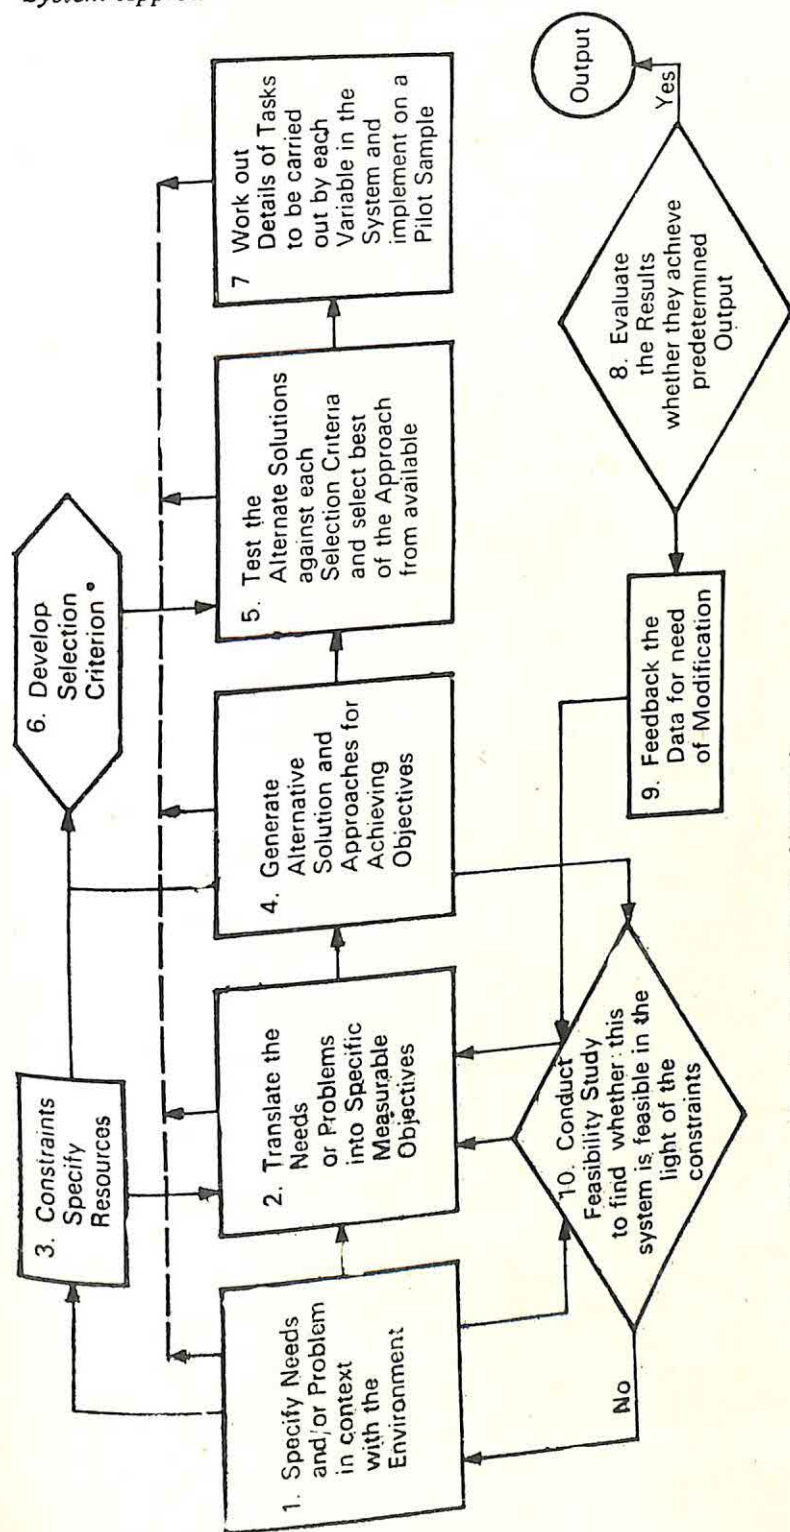 System Appro
1. Specify Needs
and/or Problem
in context
with the
Environment
2. Translate the
Needs
or Problems
into Specific
Measurable
Objectives
3. Constraints
Specify
Resources
4. Generate
Alternative
Solution and
Approaches for
Achieving
Objectives
5. Test the
Alternate Solutions
against each
Selection Criteria
and select best
of the Approach
from available
6. Develop
Selection
Criterion
7 Work out
Details of Tasks
to be carried
out by each
Variable in the
System and
implement on a
Pilot Sample
8. Evaluate
the Results
whether they achieve
predetermined
Output
Yes
Output
9. Feedback the
Data for need
of Modification
10. Conduct
Feasibility Study
to find whether this
system is feasible in the
light of the
constraints
No